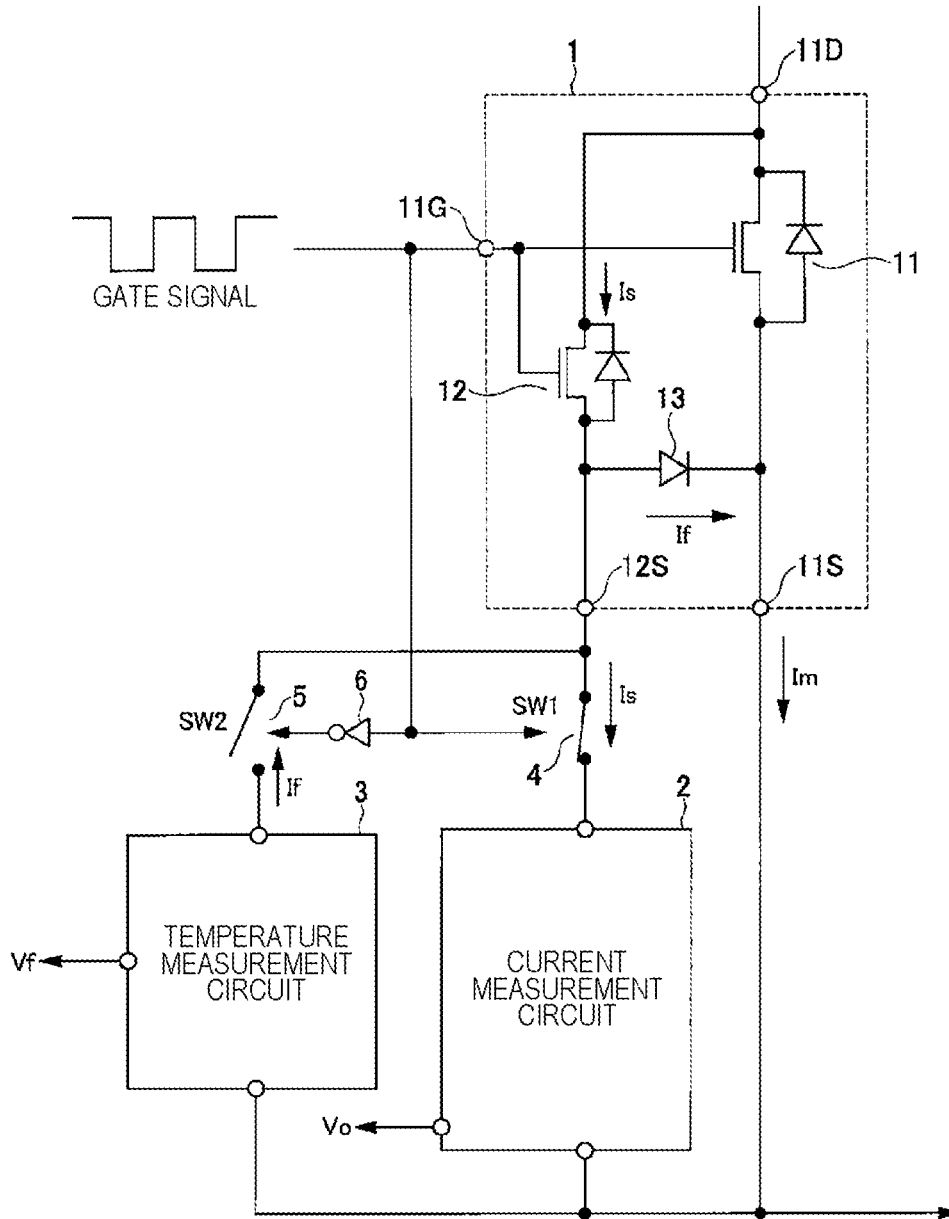 1
11D
11G
GATE SIGNAL
11
Is
12
13
If
12S
11S
Im
Is
5
6
SW2
SW1
4
If
3
2
TEMPERATURE
MEASUREMENT
CIRCUIT
Vf
CURRENT
MEASUREMENT
CIRCUIT
Vo